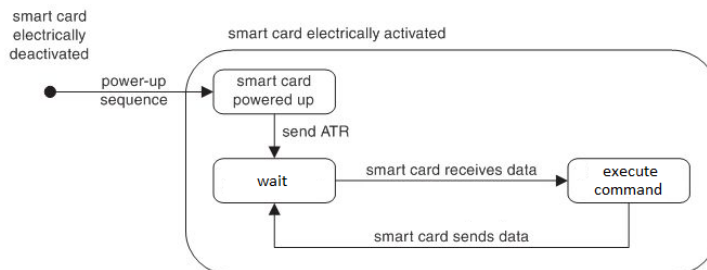 smart card
electrically
deactivated
smart card electrically activated
power-up
sequence
smart card
powered up
send ATR
wait
smart card receives data
execute
command
smart card sends data